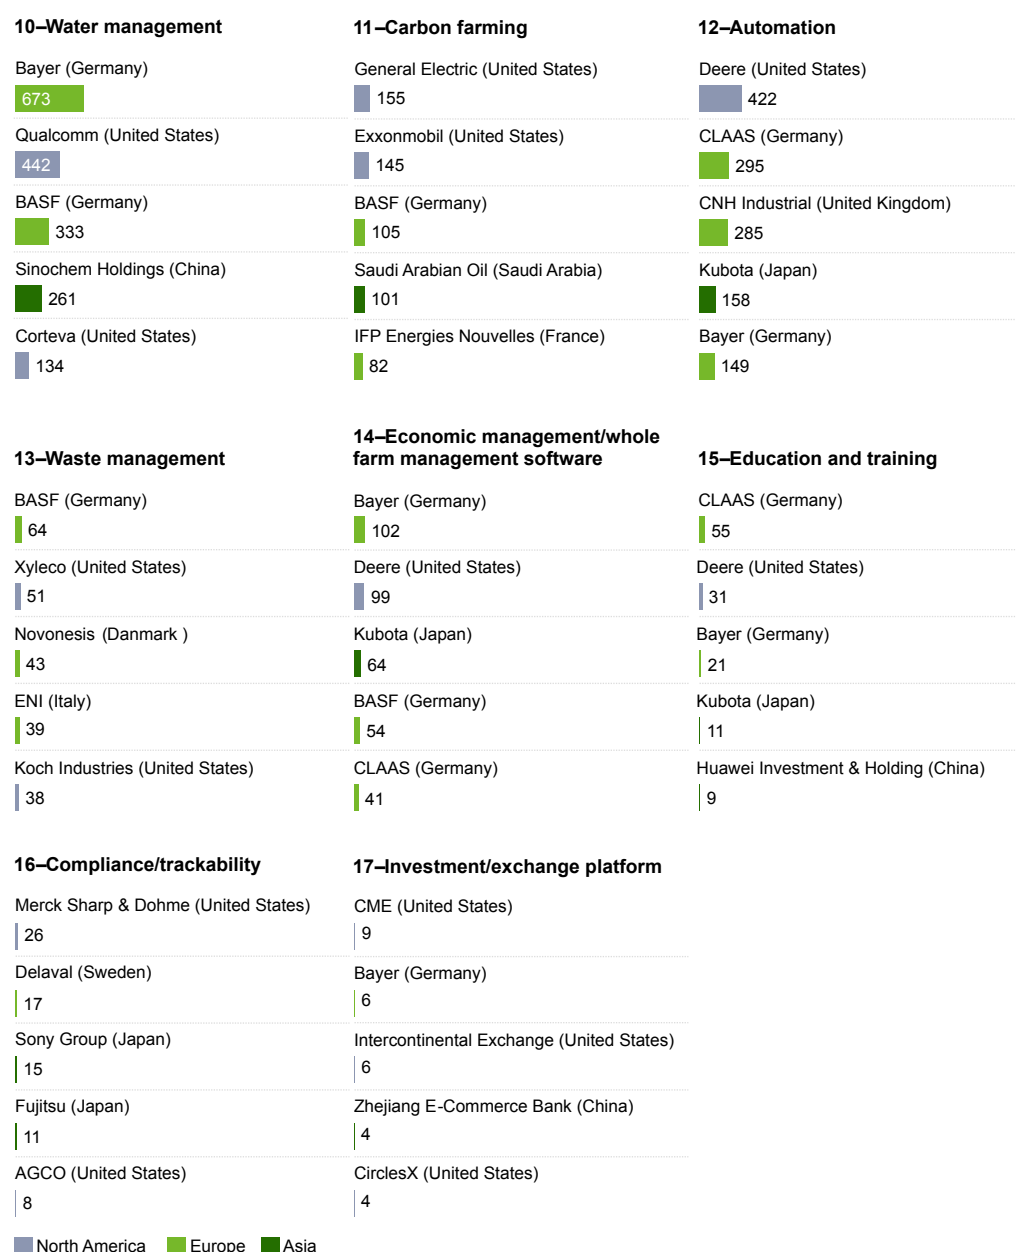 10–Water management
Bayer (Germany)
673
Qualcomm (United States)
442
BASF (Germany)
333
Sinochem Holdings (China)
261
Corteva (United States)
134
11–Carbon farming
General Electric (United States)
155
Exxonmobil (United States)
145
BASF (Germany)
105
Saudi Arabian Oil (Saudi Arabia)
101
IFP Energies Nouvelles (France)
82
12–Automation
Deere (United States)
422
CLAAS (Germany)
295
CNH Industrial (United Kingdom)
285
Kubota (Japan)
158
Bayer (Germany)
149
13–Waste management
BASF (Germany)
64
Xyleco (United States)
51
Novonesis (Danmark )
43
ENI (Italy)
39
Koch Industries (United States)
38
14–Economic management/whole
farm management software
Bayer (Germany)
102
Deere (United States)
99
Kubota (Japan)
64
BASF (Germany)
54
CLAAS (Germany)
41
15–Education and training
CLAAS (Germany)
55
Deere (United States)
31
Bayer (Germany)
21
Kubota (Japan)
11
Huawei Investment & Holding (China)
9
16–Compliance/trackability
Merck Sharp & Dohme (United States)
26
Delaval (Sweden)
17
Sony Group (Japan)
15
Fujitsu (Japan)
11
AGCO (United States)
8
17–Investment/exchange platform
CME (United States)
9
Bayer (Germany)
6
Intercontinental Exchange (United States)
6
Zhejiang E-Commerce Bank (China)
4
CirclesX (United States)
4
North America Europe Asia